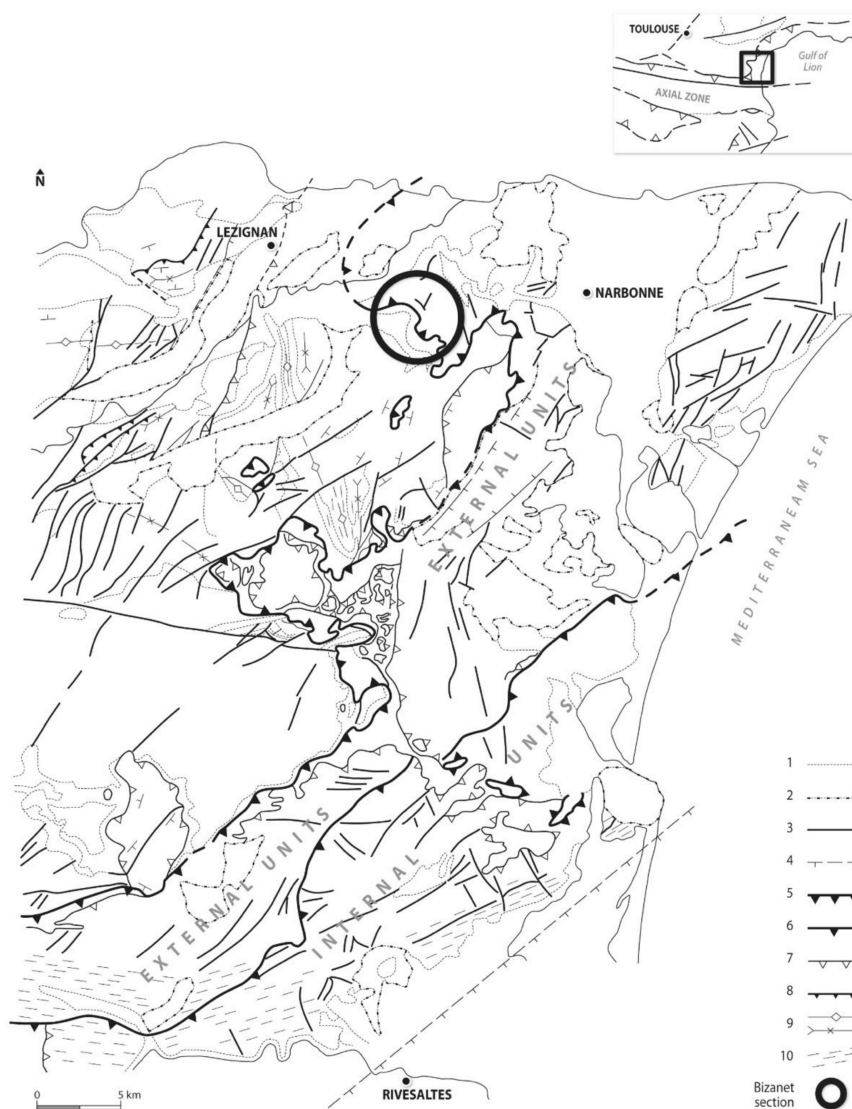 TOULOUSE
Gulf of
Lion
AXIAL ZONE
N
LEZIGNAN
NARBONNE
EXTERNAL UNITS
MEDITERRANEAM SEA
UNITS
EXTERNAL UNITS
INTERNAL
1
2
3
4
5
6
7
8
9
10
Bizanet
section
0 5 km
RIVESALTES